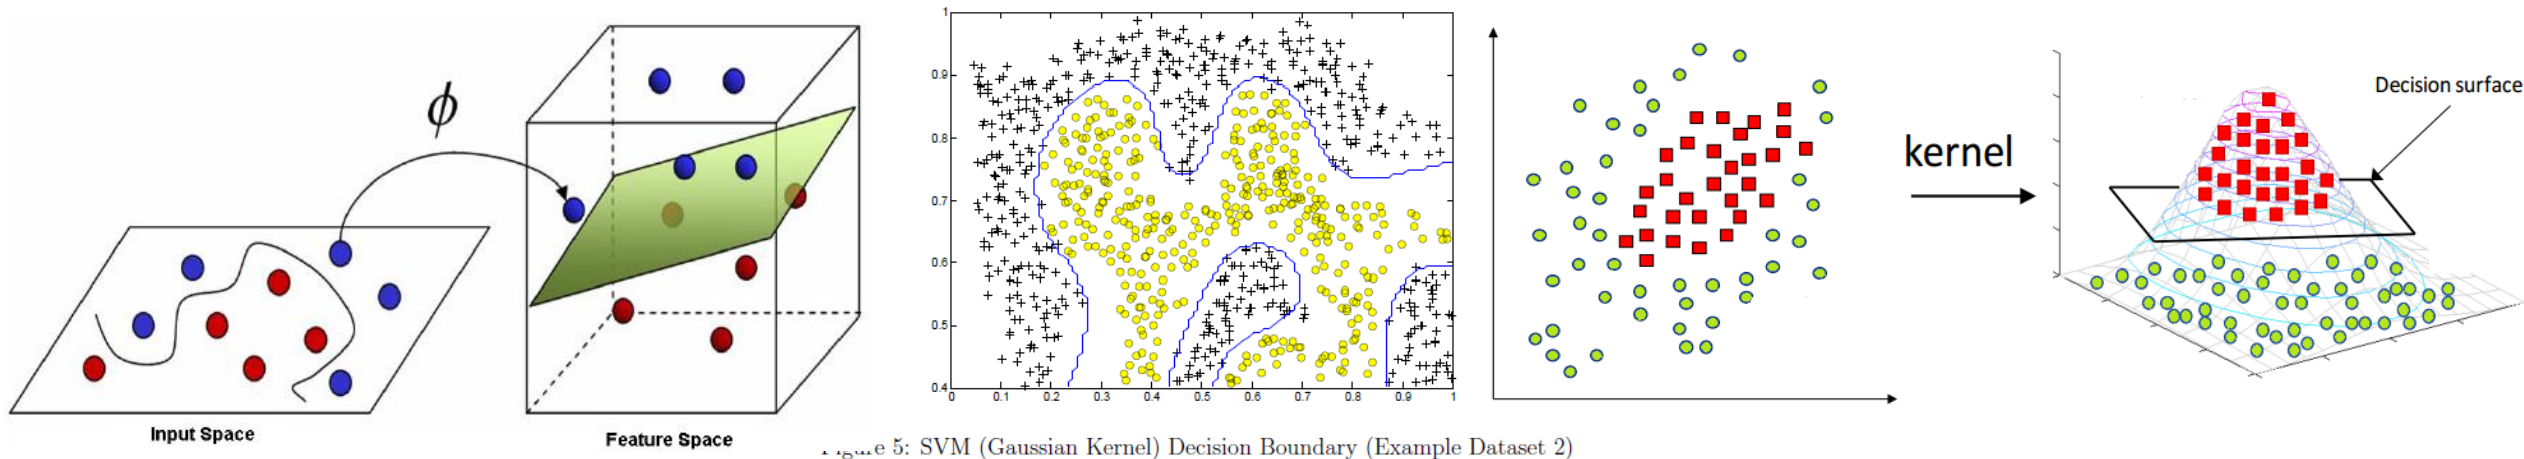 ϕ
Input Space
Feature Space
1
0.9
0.8
0.7
0.6
0.5
0.4
0 0.1 0.2 0.3 0.4 0.5 0.6 0.7 0.8 0.9 1
kernel
Decision surface
5: SVM (Gaussian Kernel) Decision Boundary (Example Dataset 2)